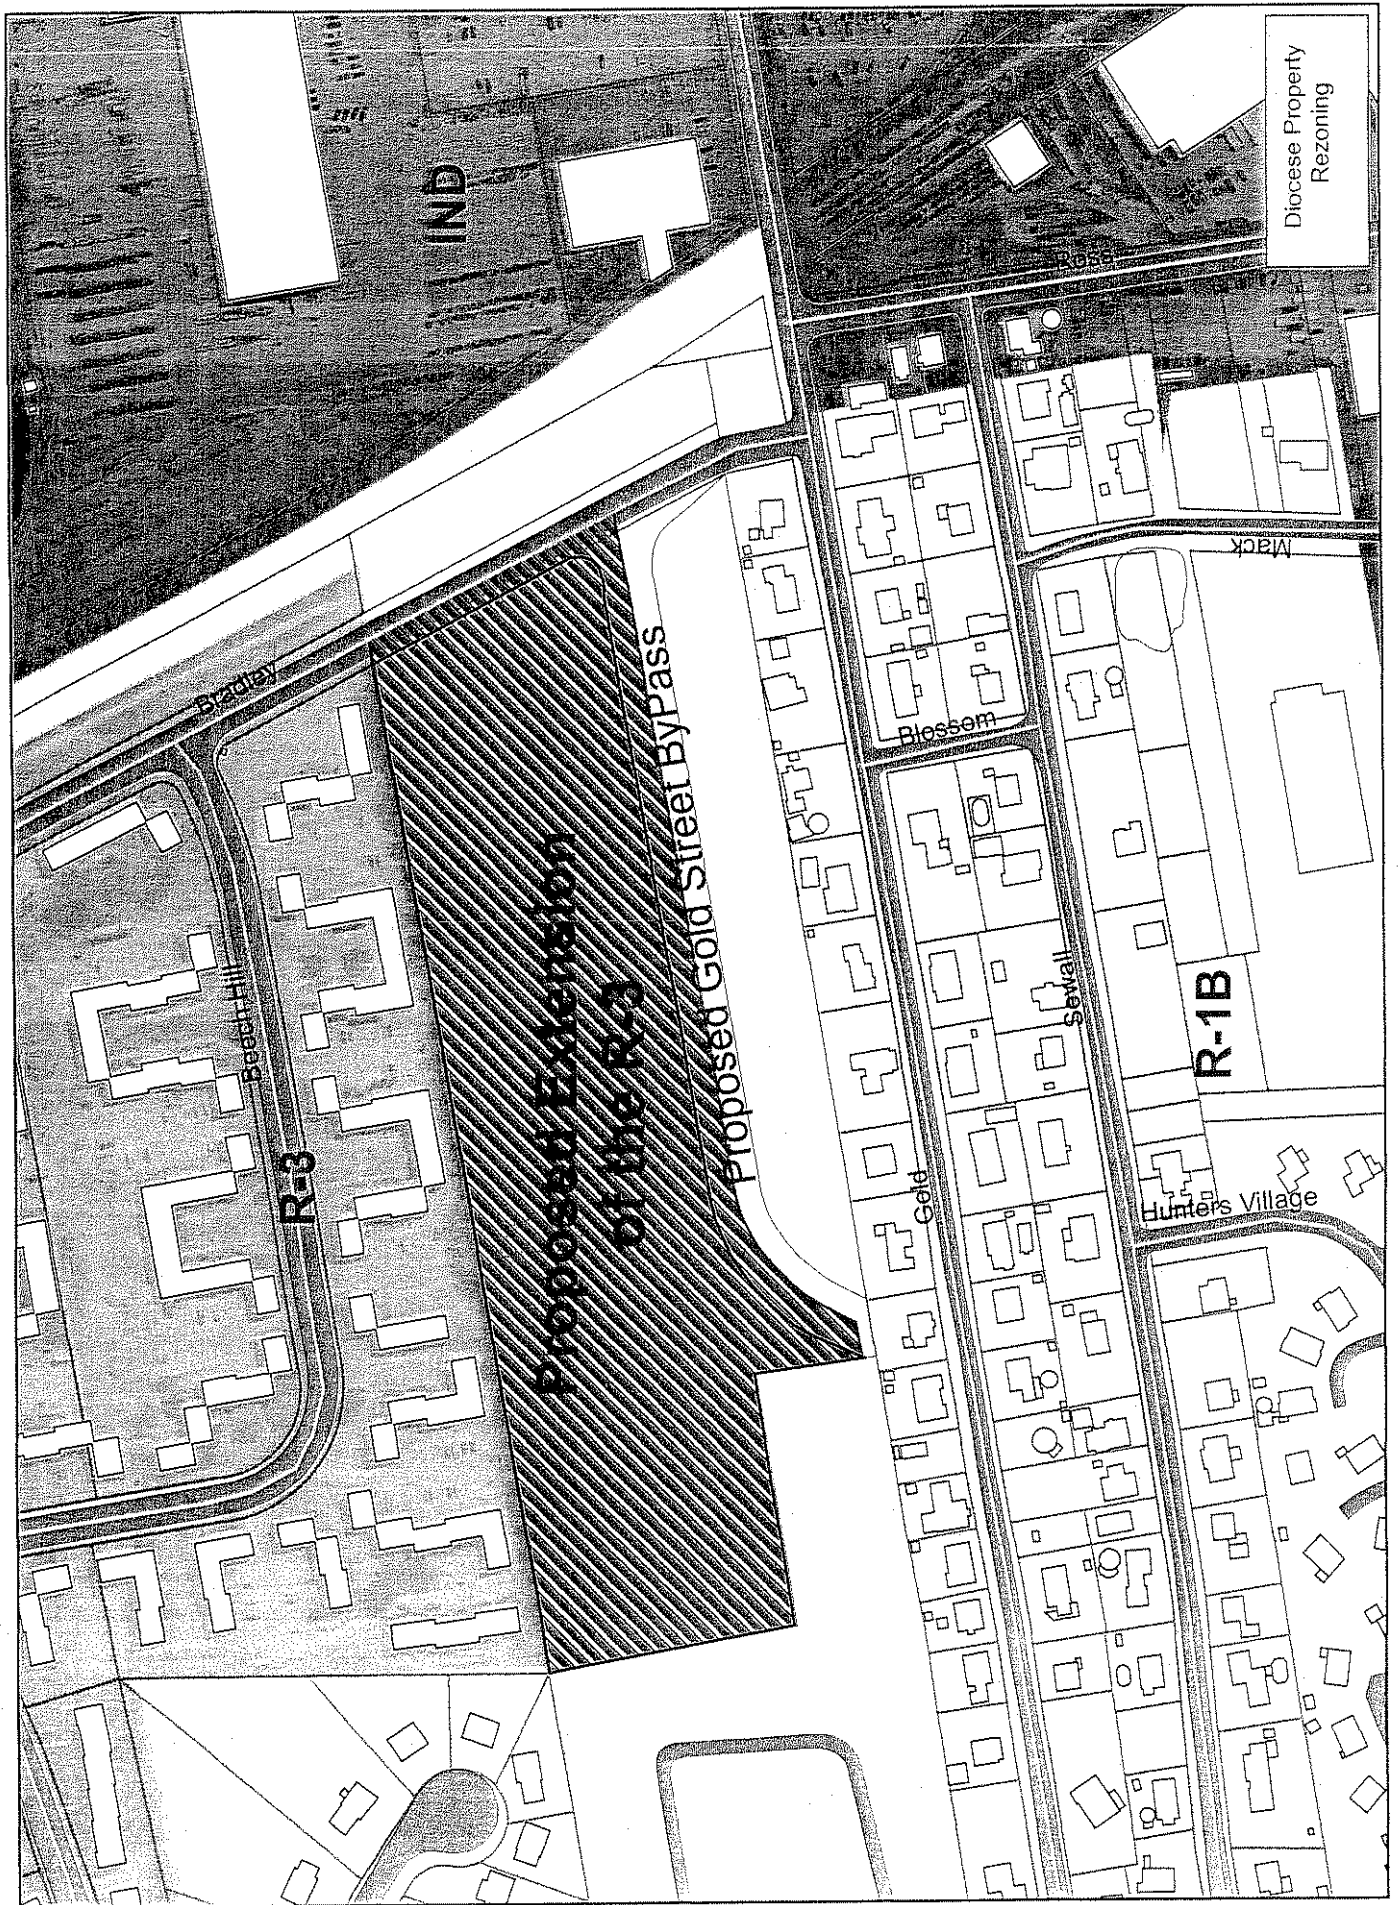 IND
Diocese Property
Rezoning
Ross
Bradley
Mack
Proposed Gold Street ByPass
Blossom
Proposed Extension
of the R-3
Beech Hill
R-3
Sewall
R-1B
Gold
Hunters Village